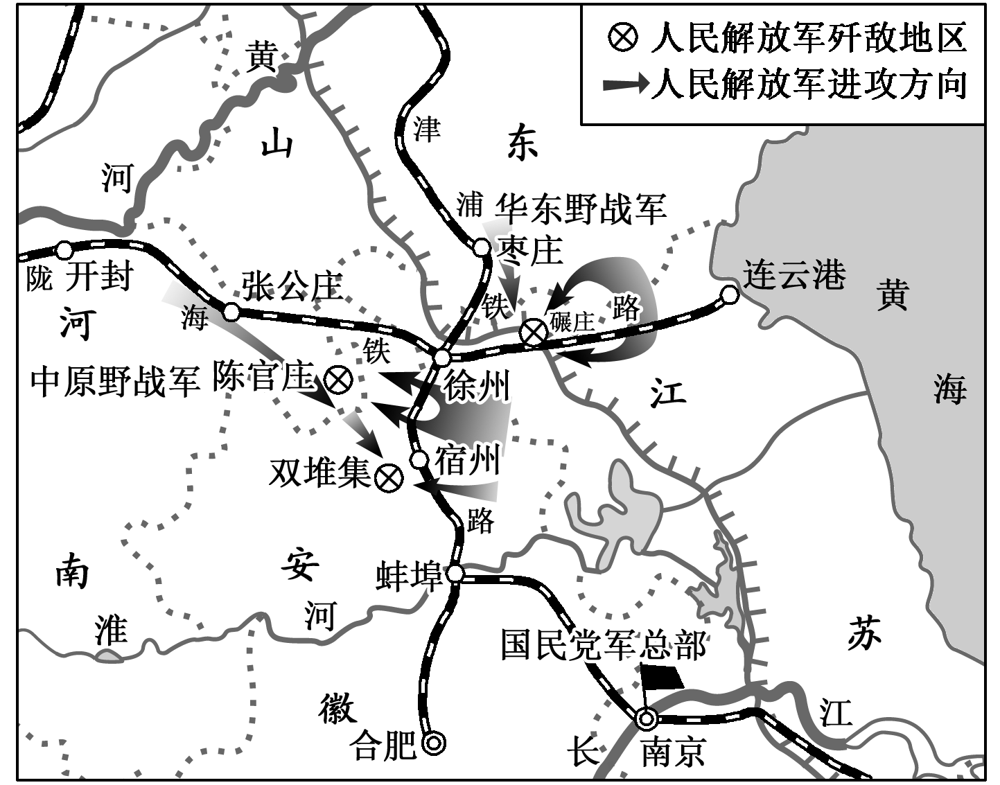 人民解放军歼敌地区
人民解放军进攻方向
黄
河
山
东
津
浦
铁
路
华东野战军
枣庄
陇
海
铁
路
开封
张公庄
碾庄
连云港
黄
海
河
南
中原野战军
陈官庄
徐州
江
苏
双堆集
宿州
安
徽
蚌埠
淮
河
国民党军总部
合肥
长
江
南京